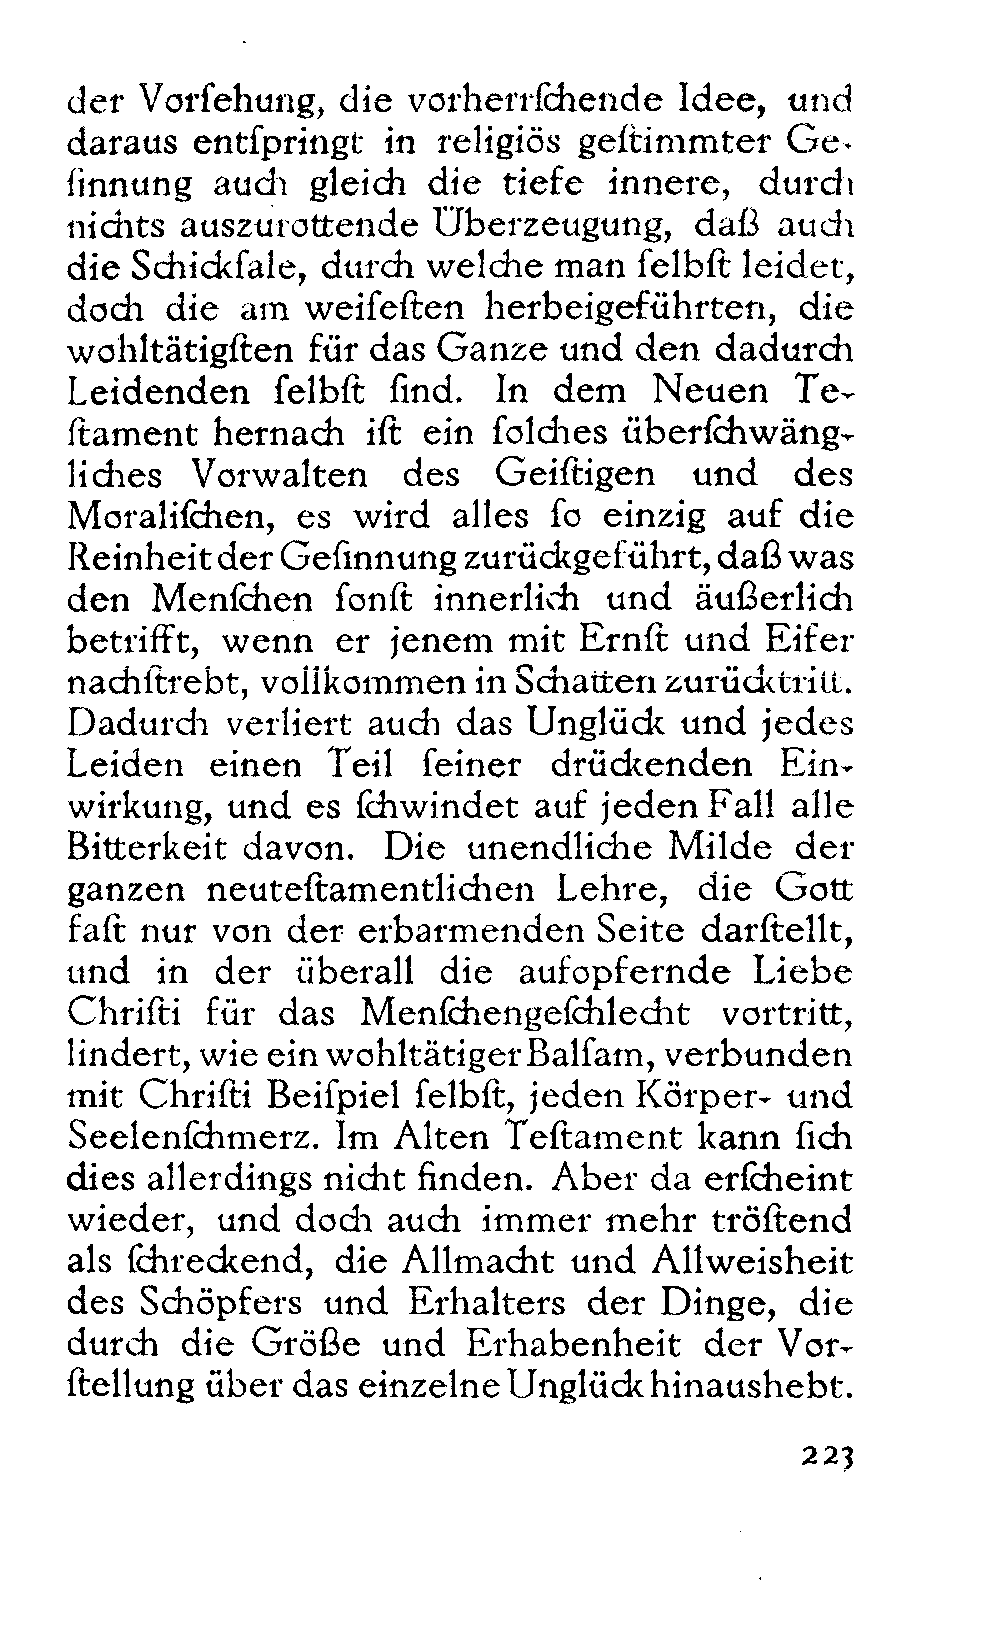 der Vorſehung, die vorherrſchende Idee, und
daraus entſpringt in religiös geſtimmter Ge-
ſinnung auch gleich die tiefe innere, durch
nichts auszurottende Überzeugung, daß auch
die Schickſale, durch welche man ſelbſt leidet,
doch die am weiſeſten herbeigeführten, die
wohltätigſten für das Ganze und den dadurch
Leidenden ſelbſt ſind. In dem Neuen Te-
ſtament hernach iſt ein ſolches überſchwäng-
liches Vorwalten des Geiſtigen und des
Moraliſchen, es wird alles ſo einzig auf die
Reinheit der Geſinnung zurückgeführt, daß was
den Menſchen ſonſt innerlich und äußerlich
betrifft, wenn er jenem mit Ernſt und Eifer
nachſtrebt, vollkommen in Schatten zurücktritt.
Dadurch verliert auch das Unglück und jedes
Leiden einen Teil ſeiner drückenden Ein-
wirkung, und es ſchwindet auf jeden Fall alle
Bitterkeit davon. Die unendliche Milde der
ganzen neuteſtamentlichen Lehre, die Gott
faſt nur von der erbarmenden Seite darſtellt,
und in der überall die aufopfernde Liebe
Chriſti für das Menſchengeſchlecht vortritt,
lindert, wie ein wohltätiger Balſam, verbunden
mit Chriſti Beiſpiel ſelbſt, jeden Körper- und
Seelenſchmerz. Im Alten Teſtament kann ſich
dies allerdings nicht finden. Aber da erſcheint
wieder, und doch auch immer mehr tröſtend
als ſchreckend, die Allmacht und Allweisheit
des Schöpfers und Erhalters der Dinge, die
durch die Größe und Erhabenheit der Vor-
ſtellung über das einzelne Unglück hinaushebt.
223